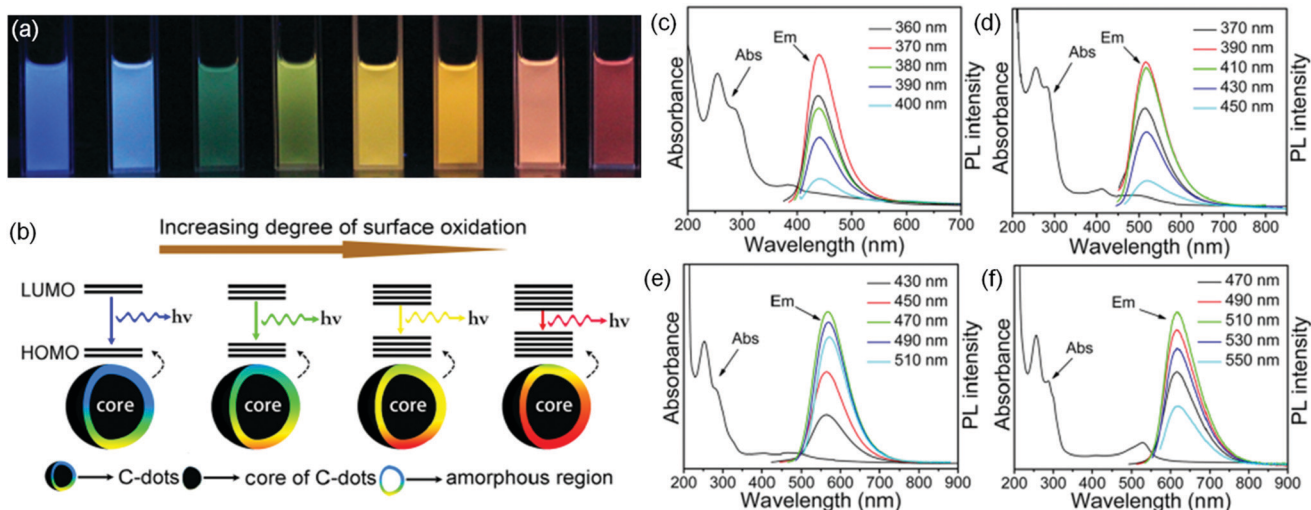 (a)
(b)
Increasing degree of surface oxidation
LUMO
hν
hν
hν
hν
HOMO
core
core
core
core
C-dots
core of C-dots
amorphous region
(c)
Absorbance
PL intensity
Em
Abs
360 nm
370 nm
380 nm
390 nm
400 nm
200 300 400 500 600 700
Wavelength (nm)
(d)
Absorbance
PL intensity
Em
Abs
370 nm
390 nm
410 nm
430 nm
450 nm
200 300 400 500 600 700 800
Wavelength (nm)
(e)
Absorbance
PL intensity
Em
Abs
430 nm
450 nm
470 nm
490 nm
510 nm
200 300 400 500 600 700 800 900
Wavelength (nm)
(f)
Absorbance
PL intensity
Em
Abs
470 nm
490 nm
510 nm
530 nm
550 nm
200 300 400 500 600 700 800 900
Wavelength (nm)